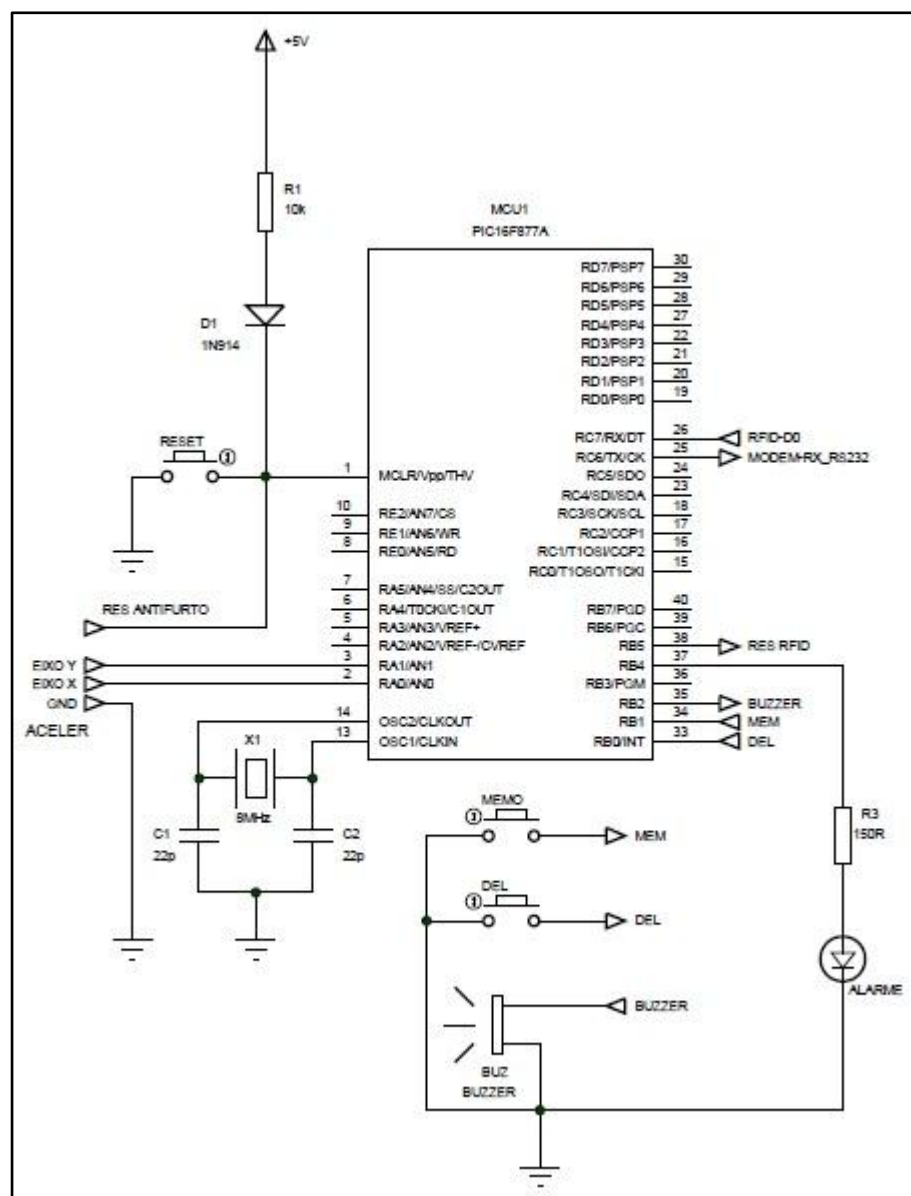 +5V
R1
10k
D1
1N914
RESET
RES ANTIFURTO
EIXO Y
EIXO X
GND
ACELER
MCU1
PIC16F877A
1
10
9
8
7
6
5
4
3
2
14
13
MCLR/Vpp/THV
RE2/AN7/CS
RE1/AN6/WR
RE0/AN5/RD
RA5/AN4/SS/C2OUT
RA4/T0CKI/C1OUT
RA3/AN3/VREF+
RA2/AN2/VREF-/CVREF
RA1/AN1
RA0/AN0
OSC2/CLKOUT
OSC1/CLKIN
RD7/PSP7 30
RD6/PSP6 29
RD5/PSP5 28
RD4/PSP4 27
RD3/PSP3 22
RD2/PSP2 21
RD1/PSP1 20
RD0/PSP0 19
RC7/RX/DT 26 RFID-D0
RC6/TX/CK 25 MODEM-RX_RS232
RC5/SDO 24
RC4/SDI/SDA 23
RC3/SCK/SCL 18
RC2/CCP1 17
RC1/T1OSI/CCP2 16
RC0/T1OSO/T1CKI 15
RB7/PGD 40
RB6/PGC 39
RB5 38 RES RFID
RB4 37
RB3/PGM 36
RB2 35 BUZZER
RB1 34 MEM
RB0/INT 33 DEL
X1
8MHz
C1
22p
C2
22p
MEMO
MEM
DEL
DEL
BUZZER
BUZ
BUZZER
R3
150R
ALARME